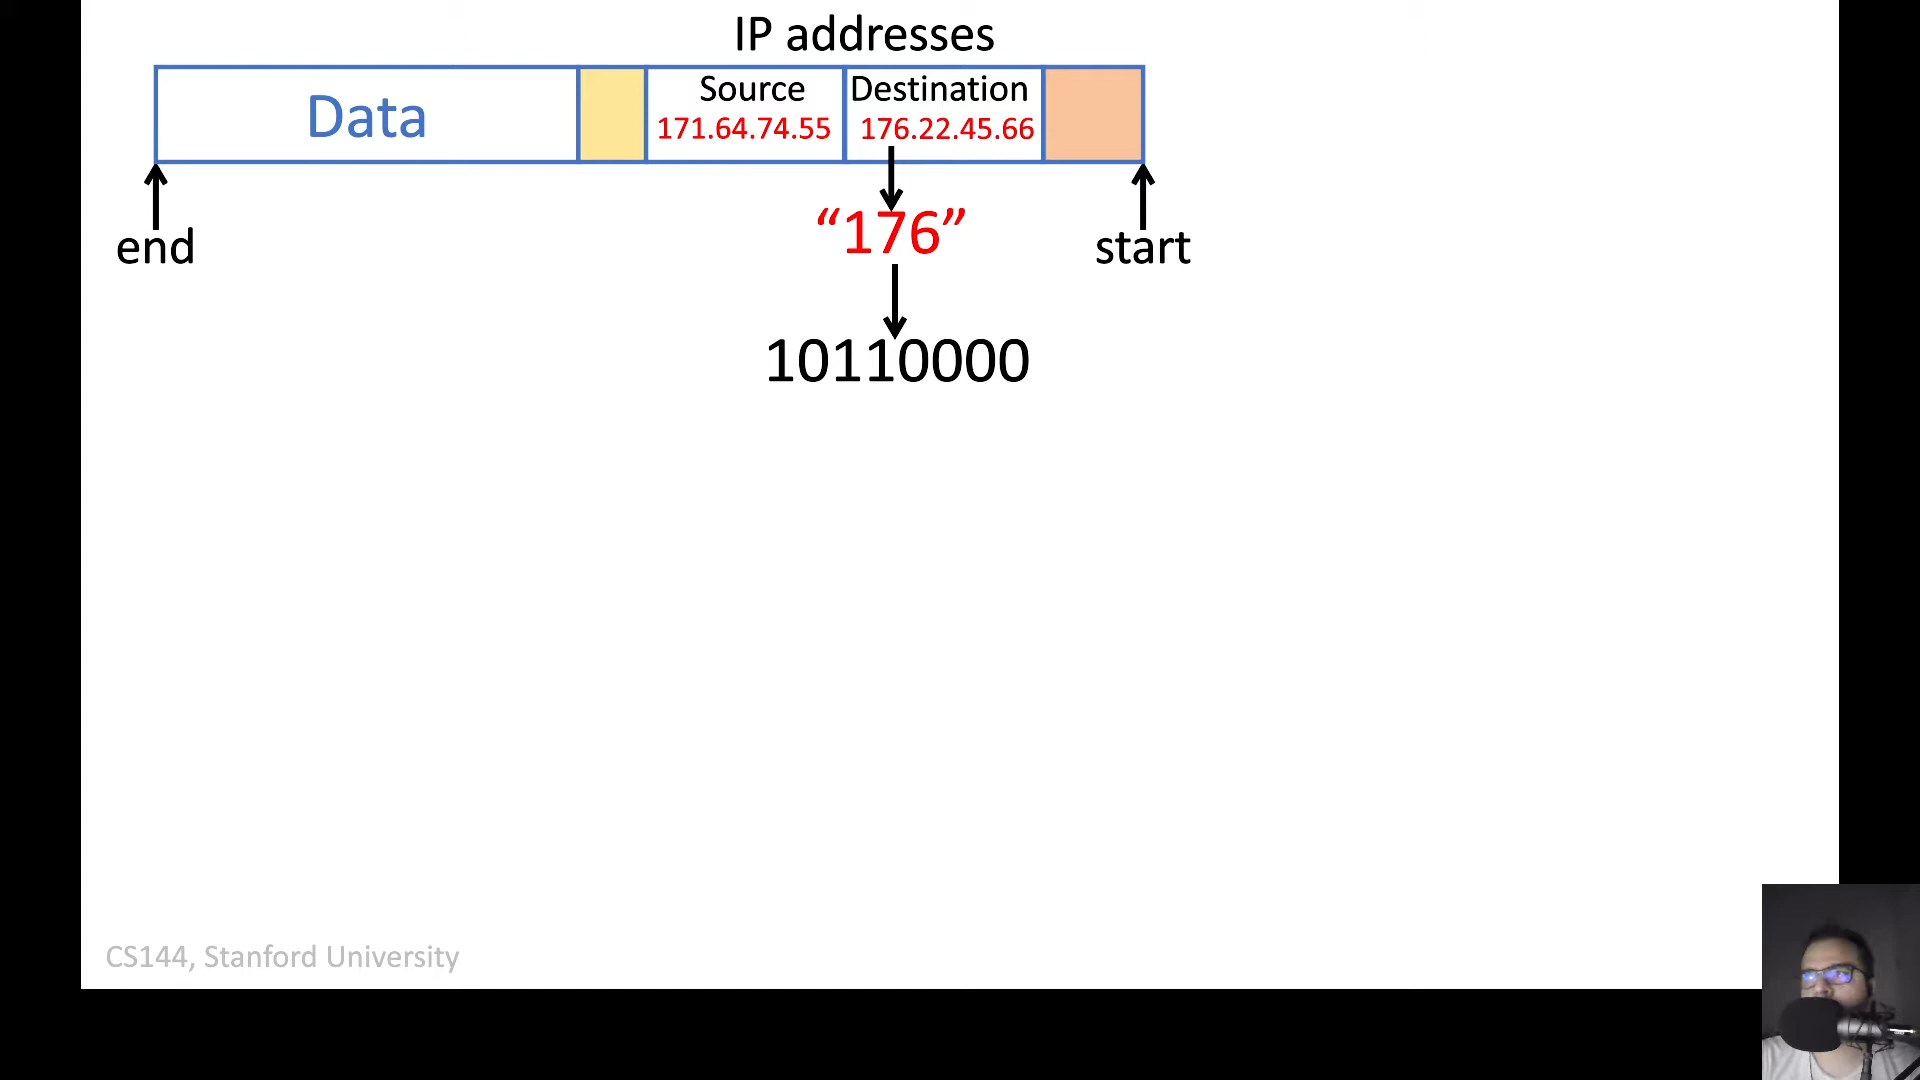 IP addresses
Data
Source
171.64.74.55
Destination
176.22.45.66
end
“176”
start
10110000
CS144, Stanford University